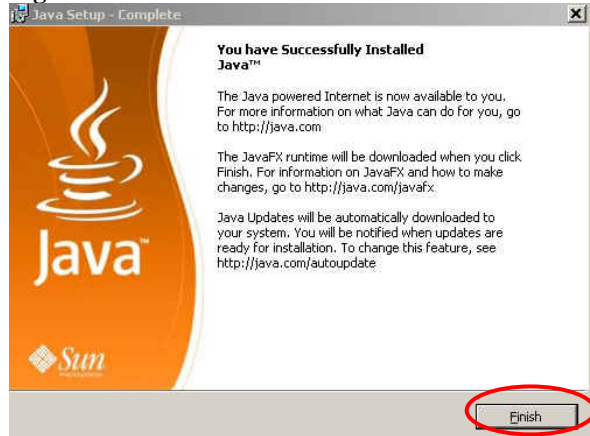 Java Setup - Complete
You have Successfully Installed
Java™
The Java powered Internet is now available to you.
For more information on what Java can do for you, go
to http://java.com
The JavaFX runtime will be downloaded when you click
Finish. For information on JavaFX and how to make
changes, go to http://java.com/javafx
Java Updates will be automatically downloaded to
your system. You will be notified when updates are
ready for installation. To change this feature, see
http://java.com/autoupdate
Java™
Sun
Finish